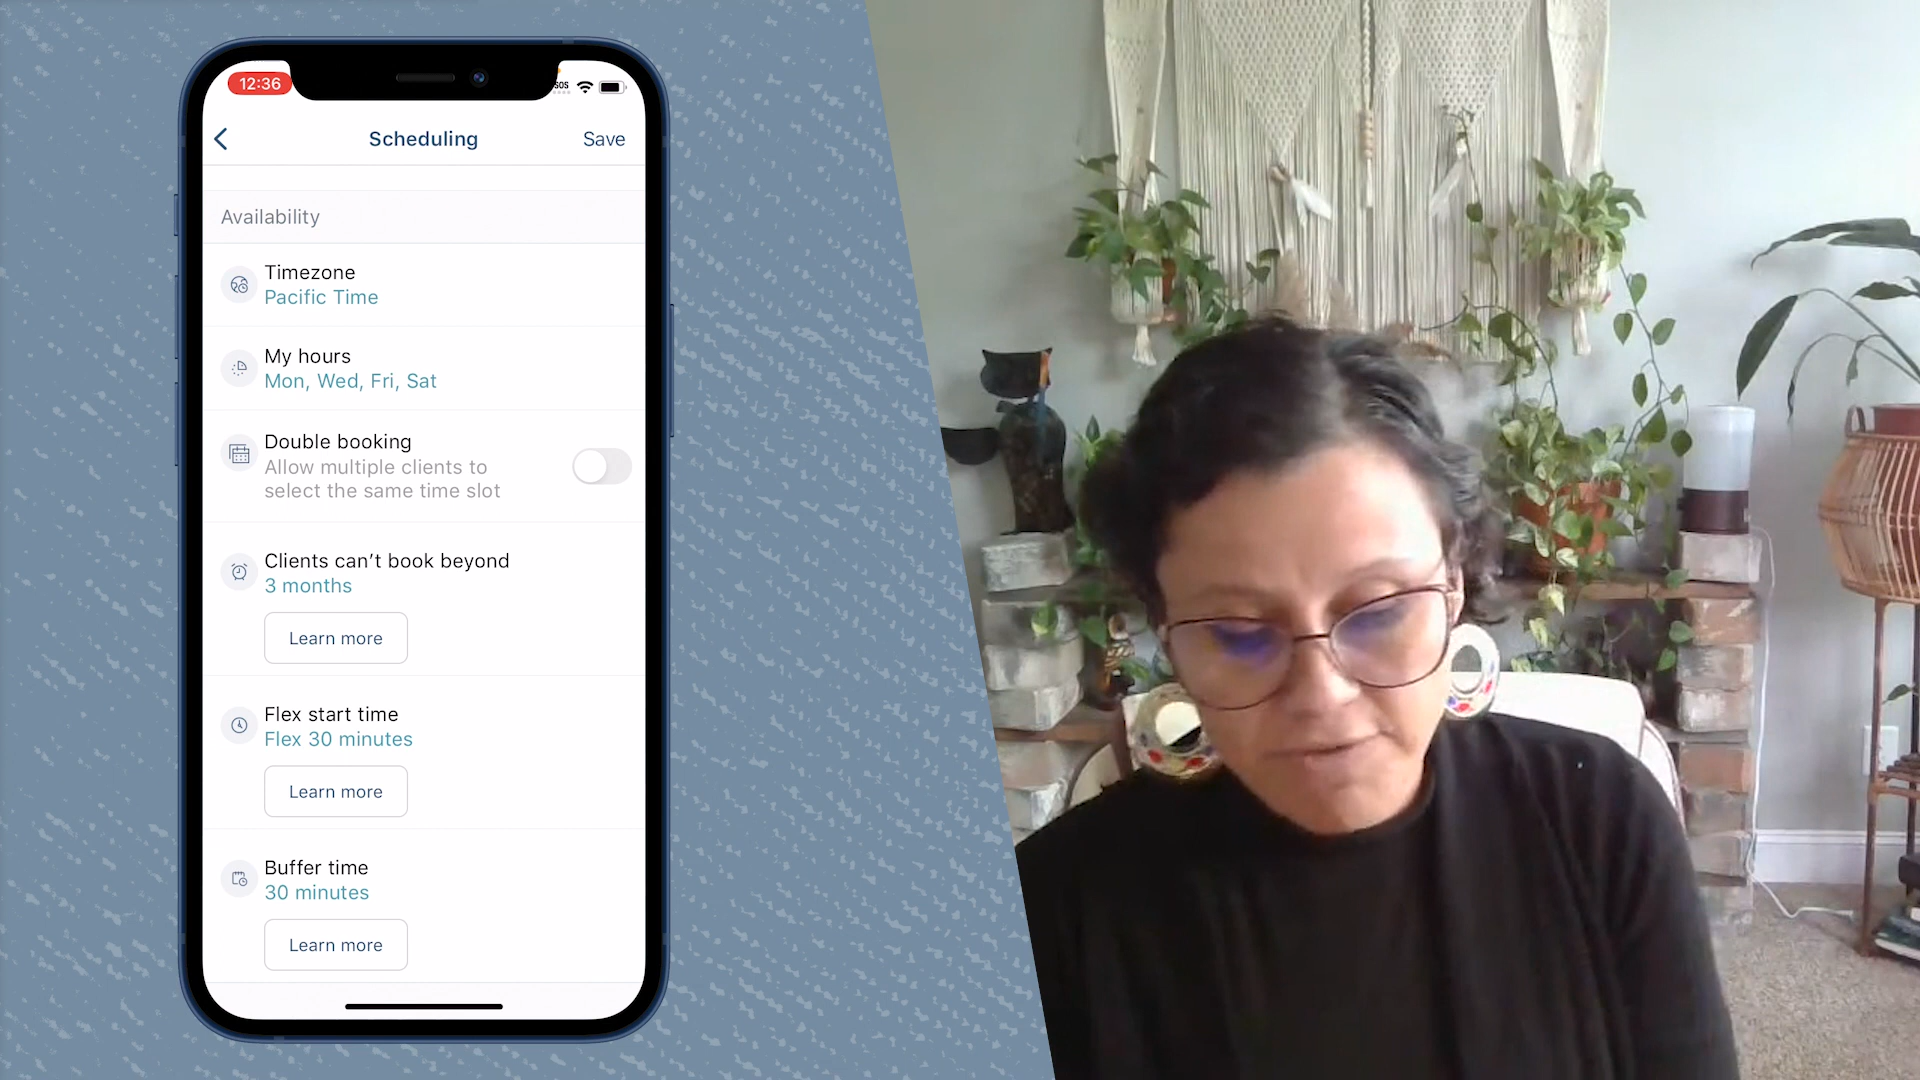 12:36
SOS
Scheduling
Save
Availability
Timezone
Pacific Time
My hours
Mon, Wed, Fri, Sat
Double booking
Allow multiple clients to
select the same time slot
Clients can’t book beyond
3 months
Learn more
Flex start time
Flex 30 minutes
Learn more
Buffer time
30 minutes
Learn more